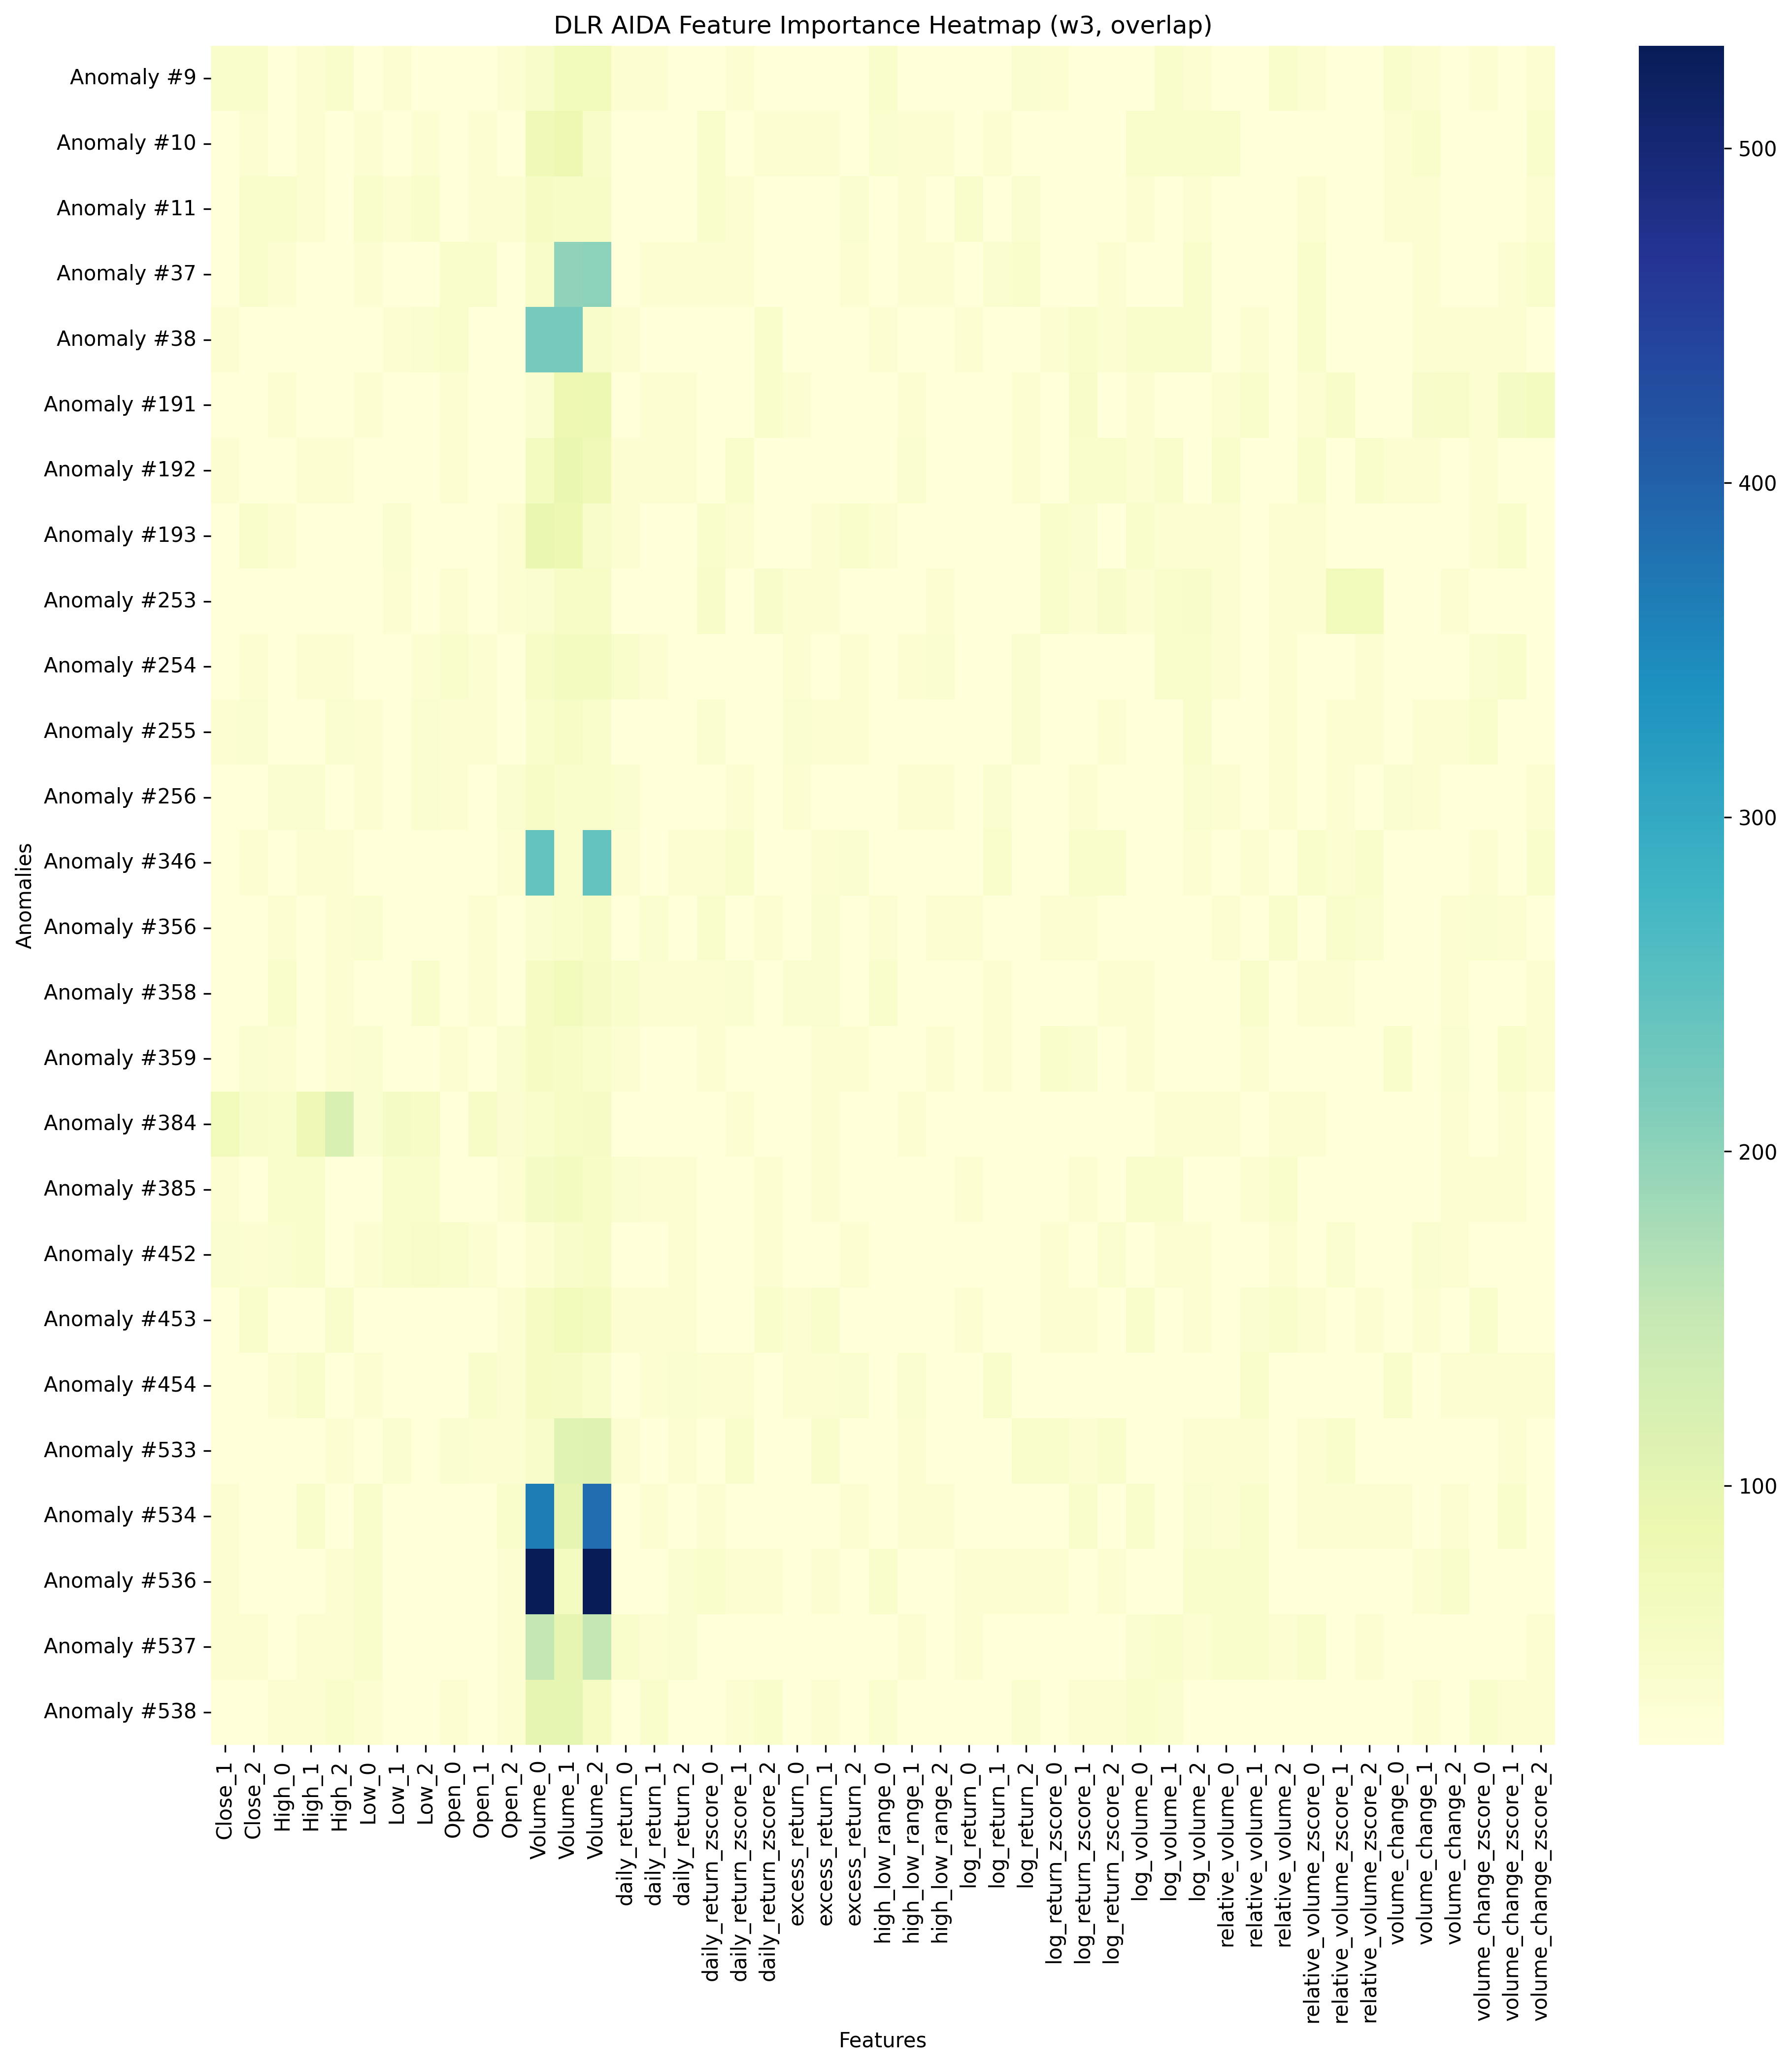 DLR AIDA Feature Importance Heatmap (w3, overlap)
Anomaly #9
Anomaly #10
Anomaly #11
Anomaly #37
Anomaly #38
Anomaly #191
Anomaly #192
Anomaly #193
Anomaly #253
Anomaly #254
Anomaly #255
Anomaly #256
Anomaly #346
Anomaly #356
Anomaly #358
Anomaly #359
Anomaly #384
Anomaly #385
Anomaly #452
Anomaly #453
Anomaly #454
Anomaly #533
Anomaly #534
Anomaly #536
Anomaly #537
Anomaly #538
Anomalies
Close_1
Close_2
High_0
High_1
High_2
Low_0
Low_1
Low_2
Open_0
Open_1
Open_2
Volume_0
Volume_1
Volume_2
daily_return_0
daily_return_1
daily_return_2
daily_return_zscore_0
daily_return_zscore_1
daily_return_zscore_2
excess_return_0
excess_return_1
excess_return_2
high_low_range_0
high_low_range_1
high_low_range_2
log_return_0
log_return_1
log_return_2
log_return_zscore_0
log_return_zscore_1
log_return_zscore_2
log_volume_0
log_volume_1
log_volume_2
relative_volume_0
relative_volume_1
relative_volume_2
relative_volume_zscore_0
relative_volume_zscore_1
relative_volume_zscore_2
volume_change_0
volume_change_1
volume_change_2
volume_change_zscore_0
volume_change_zscore_1
volume_change_zscore_2
Features
500
400
300
200
100